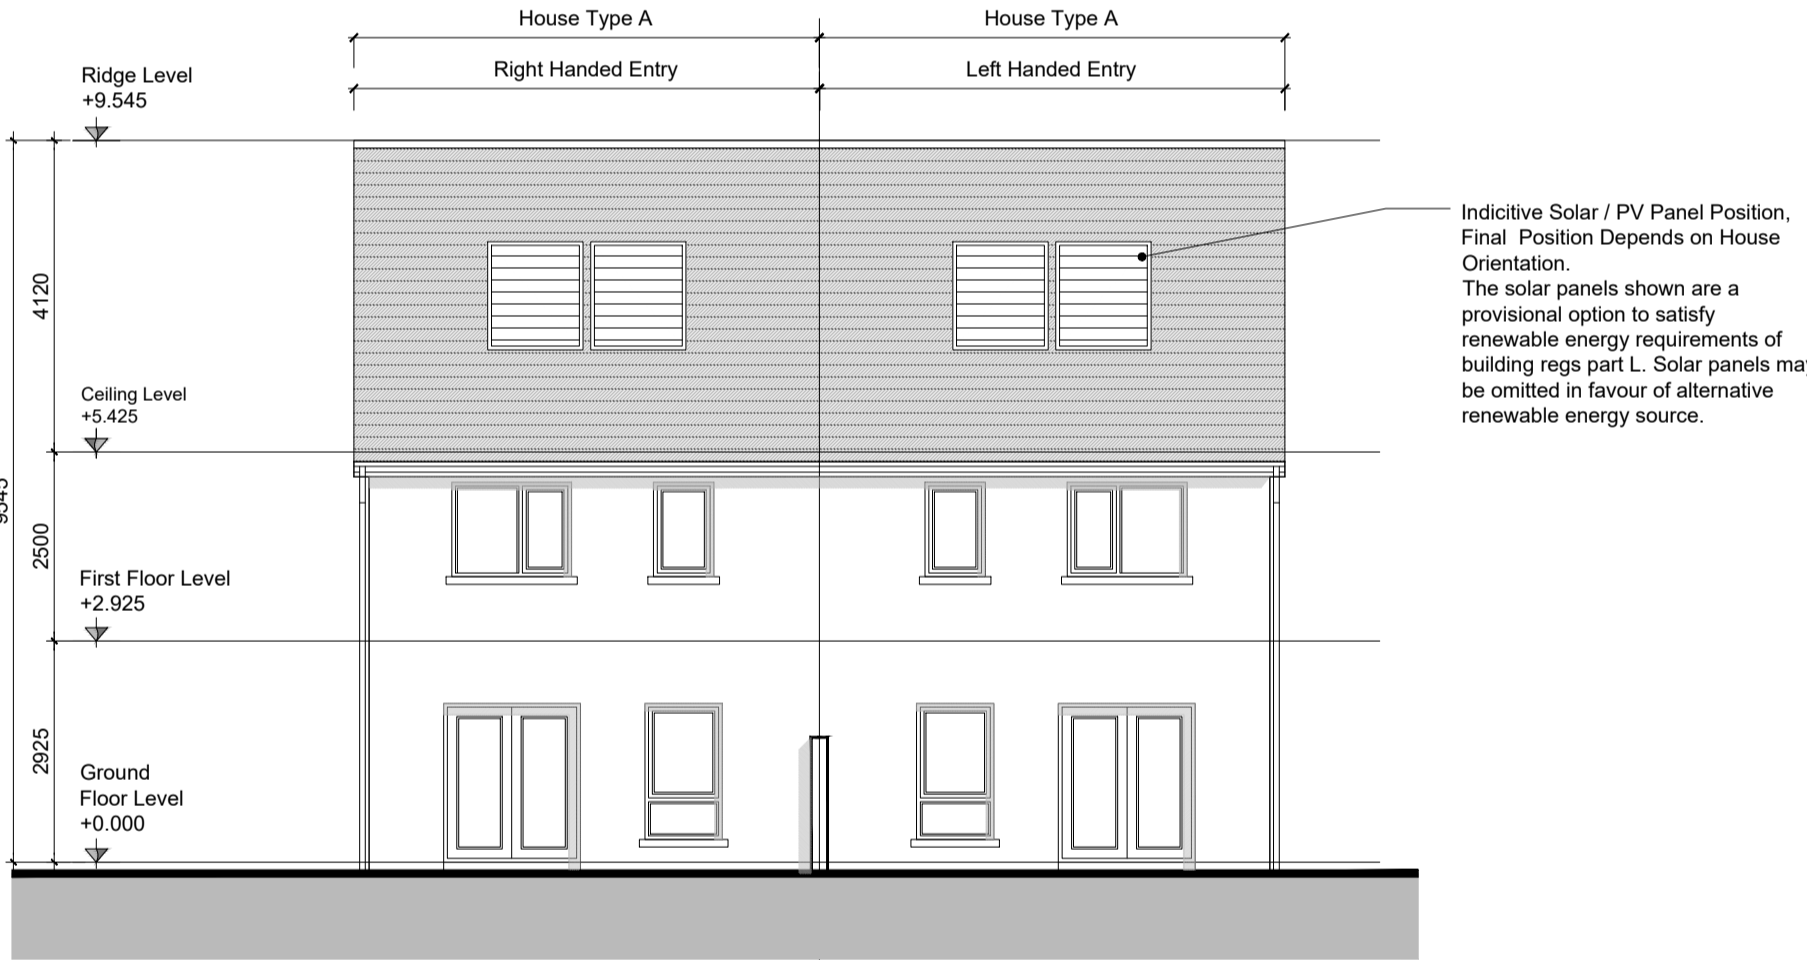 House Type A
House Type A
Right Handed Entry
Left Handed Entry
Ridge Level
+9.545
Indicitive Solar / PV Panel Position,
Final Position Depends on House
Orientation.
The solar panels shown are a
provisional option to satisfy
renewable energy requirements of
building regs part L. Solar panels may
be omitted in favour of alternative
renewable energy source.
4120
Ceiling Level
+5.425
2500
First Floor Level
+2.925
2925
Ground
Floor Level
+0.000